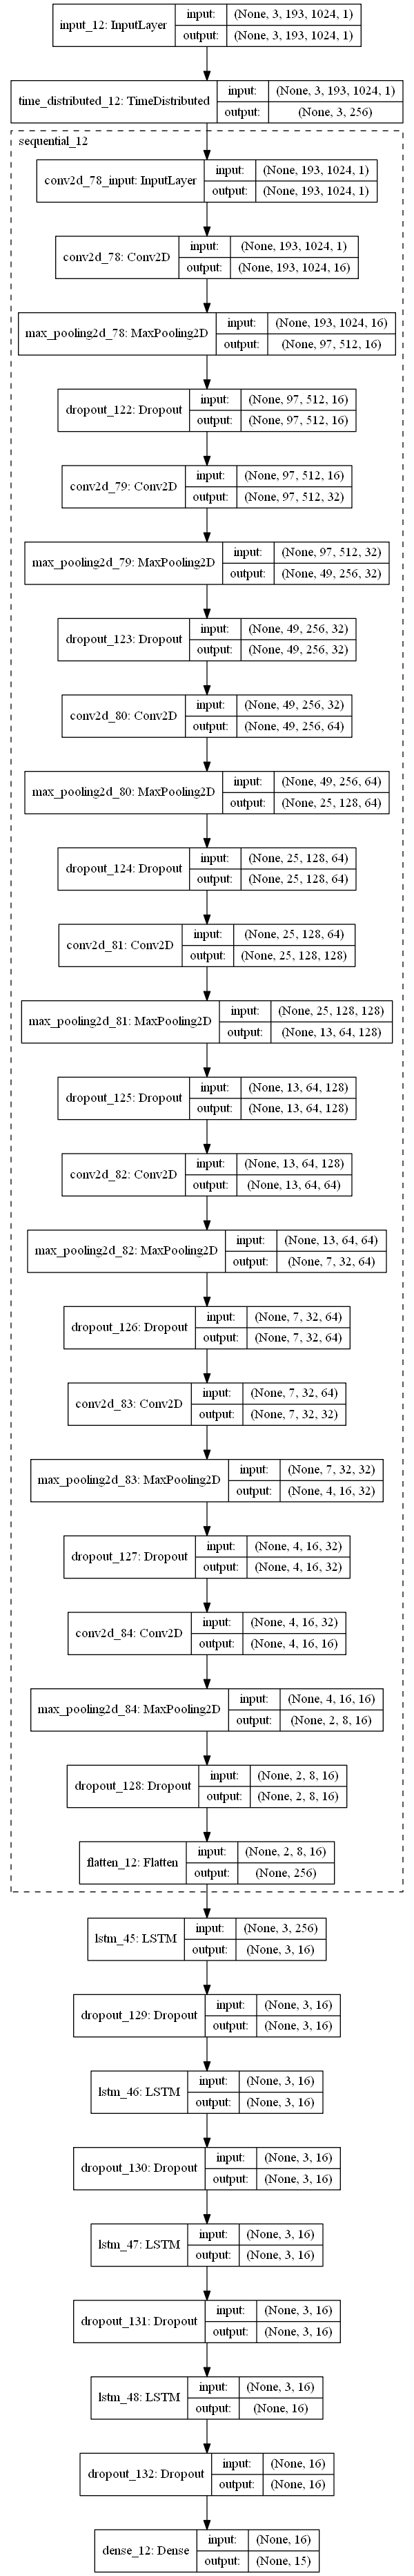 input_12: InputLayer
input: (None, 3, 193, 1024, 1)
output: (None, 3, 193, 1024, 1)
time_distributed_12: TimeDistributed
input: (None, 3, 193, 1024, 1)
output: (None, 3, 256)
sequential_12
conv2d_78_input: InputLayer
input: (None, 193, 1024, 1)
output: (None, 193, 1024, 1)
conv2d_78: Conv2D
input: (None, 193, 1024, 1)
output: (None, 193, 1024, 16)
max_pooling2d_78: MaxPooling2D
input: (None, 193, 1024, 16)
output: (None, 97, 512, 16)
dropout_122: Dropout
input: (None, 97, 512, 16)
output: (None, 97, 512, 16)
conv2d_79: Conv2D
input: (None, 97, 512, 16)
output: (None, 97, 512, 32)
max_pooling2d_79: MaxPooling2D
input: (None, 97, 512, 32)
output: (None, 49, 256, 32)
dropout_123: Dropout
input: (None, 49, 256, 32)
output: (None, 49, 256, 32)
conv2d_80: Conv2D
input: (None, 49, 256, 32)
output: (None, 49, 256, 64)
max_pooling2d_80: MaxPooling2D
input: (None, 49, 256, 64)
output: (None, 25, 128, 64)
dropout_124: Dropout
input: (None, 25, 128, 64)
output: (None, 25, 128, 64)
conv2d_81: Conv2D
input: (None, 25, 128, 64)
output: (None, 25, 128, 128)
max_pooling2d_81: MaxPooling2D
input: (None, 25, 128, 128)
output: (None, 13, 64, 128)
dropout_125: Dropout
input: (None, 13, 64, 128)
output: (None, 13, 64, 128)
conv2d_82: Conv2D
input: (None, 13, 64, 128)
output: (None, 13, 64, 64)
max_pooling2d_82: MaxPooling2D
input: (None, 13, 64, 64)
output: (None, 7, 32, 64)
dropout_126: Dropout
input: (None, 7, 32, 64)
output: (None, 7, 32, 64)
conv2d_83: Conv2D
input: (None, 7, 32, 64)
output: (None, 7, 32, 32)
max_pooling2d_83: MaxPooling2D
input: (None, 7, 32, 32)
output: (None, 4, 16, 32)
dropout_127: Dropout
input: (None, 4, 16, 32)
output: (None, 4, 16, 32)
conv2d_84: Conv2D
input: (None, 4, 16, 32)
output: (None, 4, 16, 16)
max_pooling2d_84: MaxPooling2D
input: (None, 4, 16, 16)
output: (None, 2, 8, 16)
dropout_128: Dropout
input: (None, 2, 8, 16)
output: (None, 2, 8, 16)
flatten_12: Flatten
input: (None, 2, 8, 16)
output: (None, 256)
lstm_45: LSTM
input: (None, 3, 256)
output: (None, 3, 16)
dropout_129: Dropout
input: (None, 3, 16)
output: (None, 3, 16)
lstm_46: LSTM
input: (None, 3, 16)
output: (None, 3, 16)
dropout_130: Dropout
input: (None, 3, 16)
output: (None, 3, 16)
lstm_47: LSTM
input: (None, 3, 16)
output: (None, 3, 16)
dropout_131: Dropout
input: (None, 3, 16)
output: (None, 3, 16)
lstm_48: LSTM
input: (None, 3, 16)
output: (None, 16)
dropout_132: Dropout
input: (None, 16)
output: (None, 16)
dense_12: Dense
input: (None, 16)
output: (None, 15)